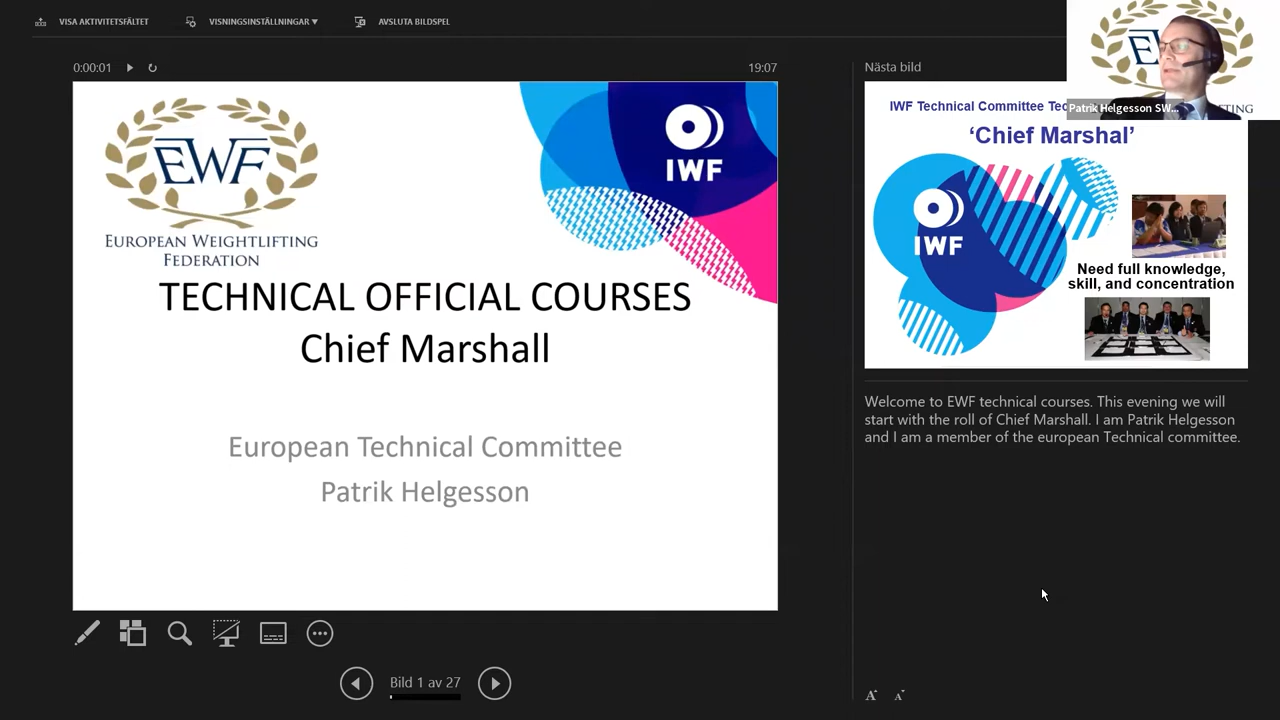 VISA AKTIVITETSFÄLTET
VISNINGSINSTÄLLNINGAR ▼
AVSLUTA BILDSPEL
0:00:01
19:07
EWF
EUROPEAN WEIGHTLIFTING
FEDERATION
IWF
TECHNICAL OFFICIAL COURSES
Chief Marshall
European Technical Committee
Patrik Helgesson
Bild 1 av 27
Nästa bild
Patrik Helgesson SW...
IWF Technical Committee
‘Chief Marshal’
IWF
Need full knowledge,
skill, and concentration
Welcome to EWF technical courses. This evening we will
start with the roll of Chief Marshall. I am Patrik Helgesson
and I am a member of the european Technical committee.